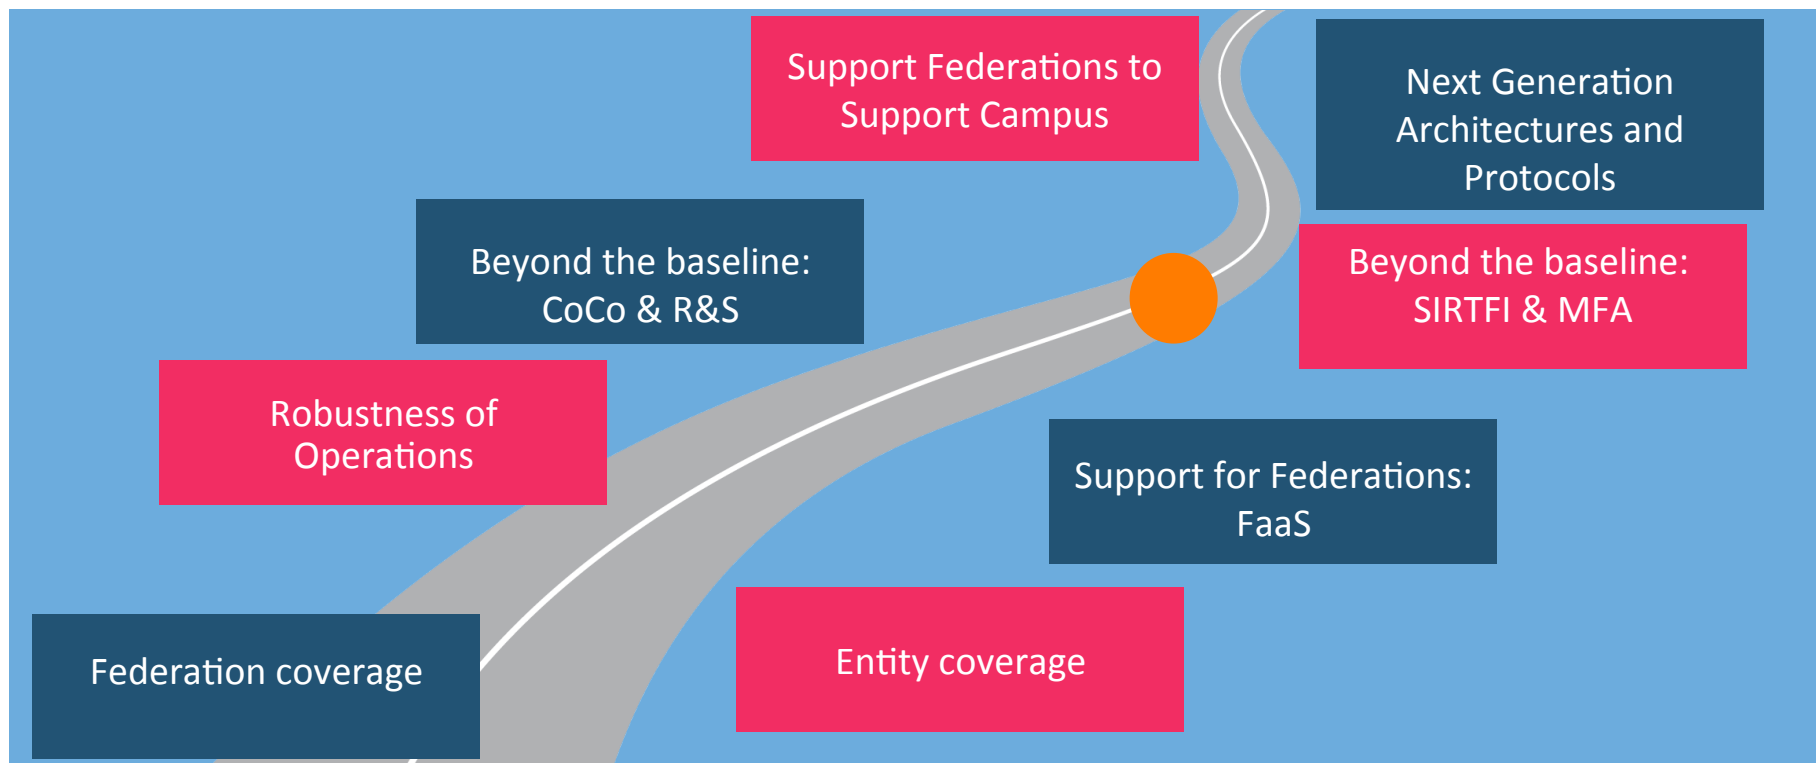 Support Federations to
Support Campus
Next Generation
Architectures and
Protocols
Beyond the baseline:
CoCo & R&S
Beyond the baseline:
SIRTFI & MFA
Robustness of
Operations
Support for Federations:
FaaS
Federation coverage
Entity coverage